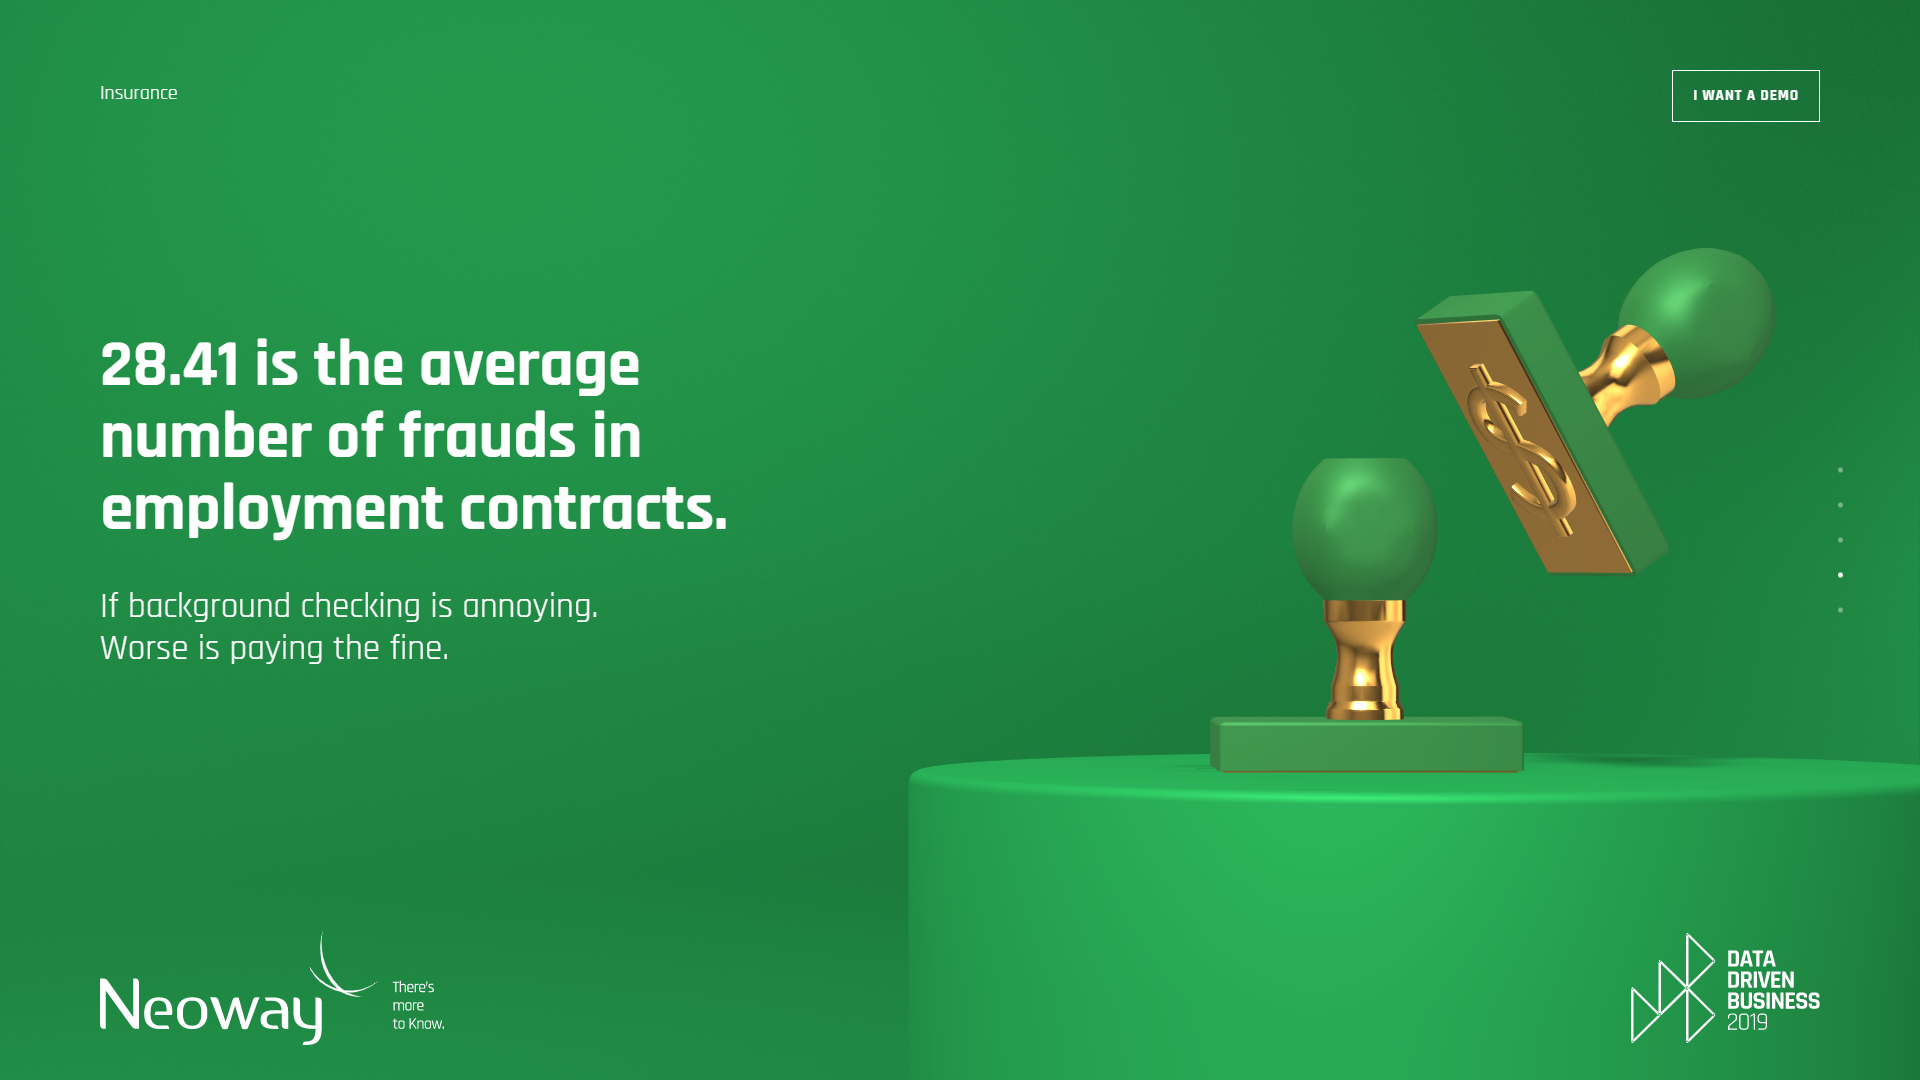 Insurance
I WANT A DEMO
28.41 is the average
number of frauds in
employment contracts.
If background checking is annoying.
Worse is paying the fine.
$
Neoway
There's
more
to Know.
DATA
DRIVEN
BUSINESS
2019